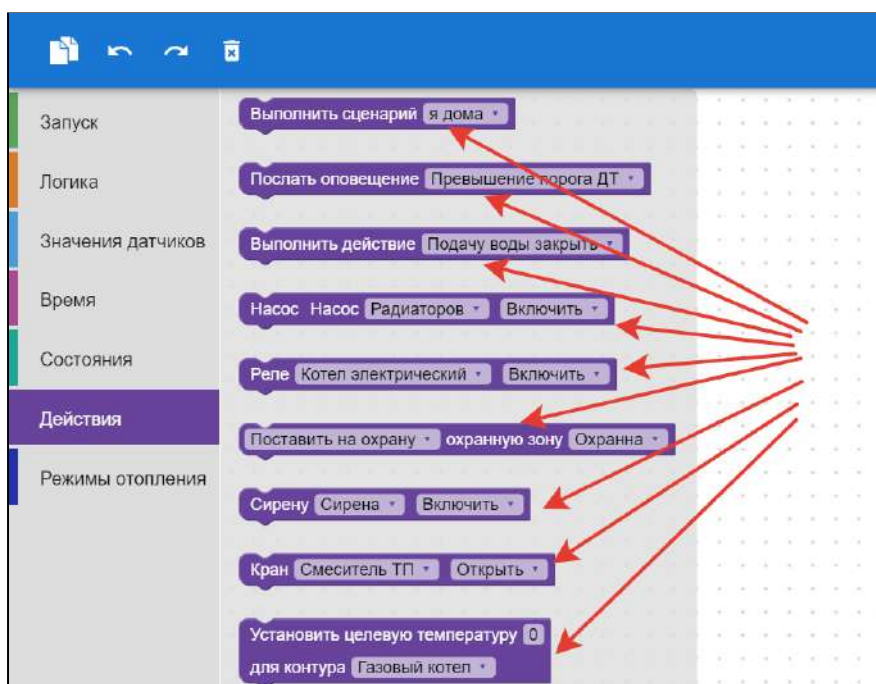 Запуск
Логика
Значения датчиков
Время
Состояния
Действия
Режимы отопления
Выполнить сценарий я дома
Послать оповещение Превышение порога ДТ
Выполнить действие Подачу воды закрыть
Насос Насос Радиаторов Включить
Реле Котел электрический Включить
Поставить на охрану охранную зону Охранна
Сирену Сирена Включить
Кран Смеситель ТП Открыть
Установить целевую температуру 0
для контура Газовый котел